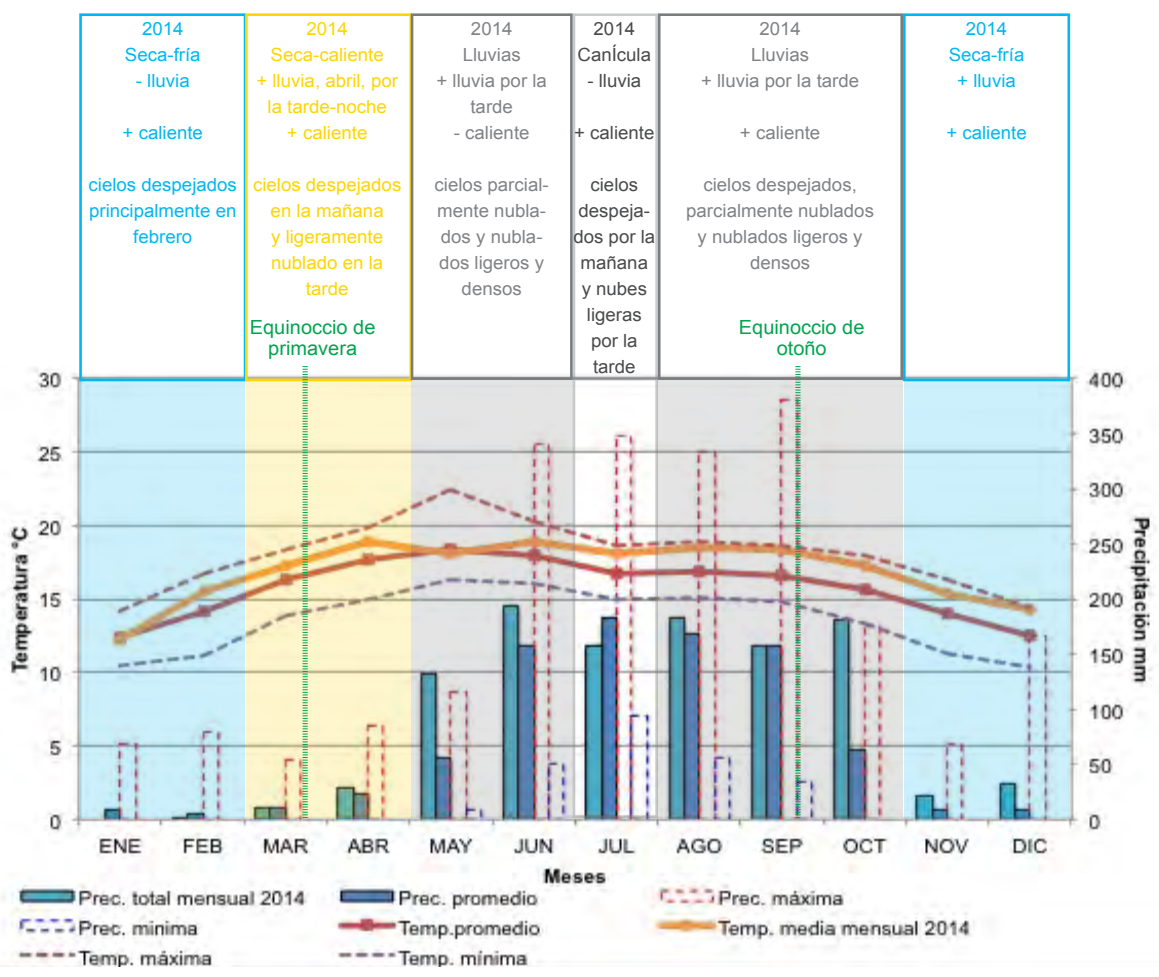 2014
Seca-fría
- lluvia
+ caliente
cielos despejados
principalmente en
febrero
2014
Seca-caliente
+ lluvia, abril, por
la tarde-noche
+ caliente
cielos despejados
en la mañana
y ligeramente
nublado en la
tarde
2014
Lluvias
+ lluvia por la
tarde
- caliente
cielos parcial-
mente nubla-
dos y nubla-
dos ligeros y
densos
2014
CanÍcula
- lluvia
+ caliente
cielos
despeja-
dos por la
mañana
y nubes
ligeras
por la
tarde
2014
Lluvias
+ lluvia por la tarde
+ caliente
cielos despejados,
parcialmente nublados
y nublados ligeros y
densos
2014
Seca-fría
+ lluvia
+ caliente
Equinoccio de
primavera
Equinoccio de
otoño
Temperatura °C
30
25
20
15
10
5
0
Precipitación mm
400
350
300
250
200
150
100
50
0
ENE FEB MAR ABR MAY JUN JUL AGO SEP OCT NOV DIC
Meses
Prec. total mensual 2014 Prec. promedio Prec. máxima
Prec. minima Temp.promedio Temp. media mensual 2014
Temp. máxima Temp. mínima